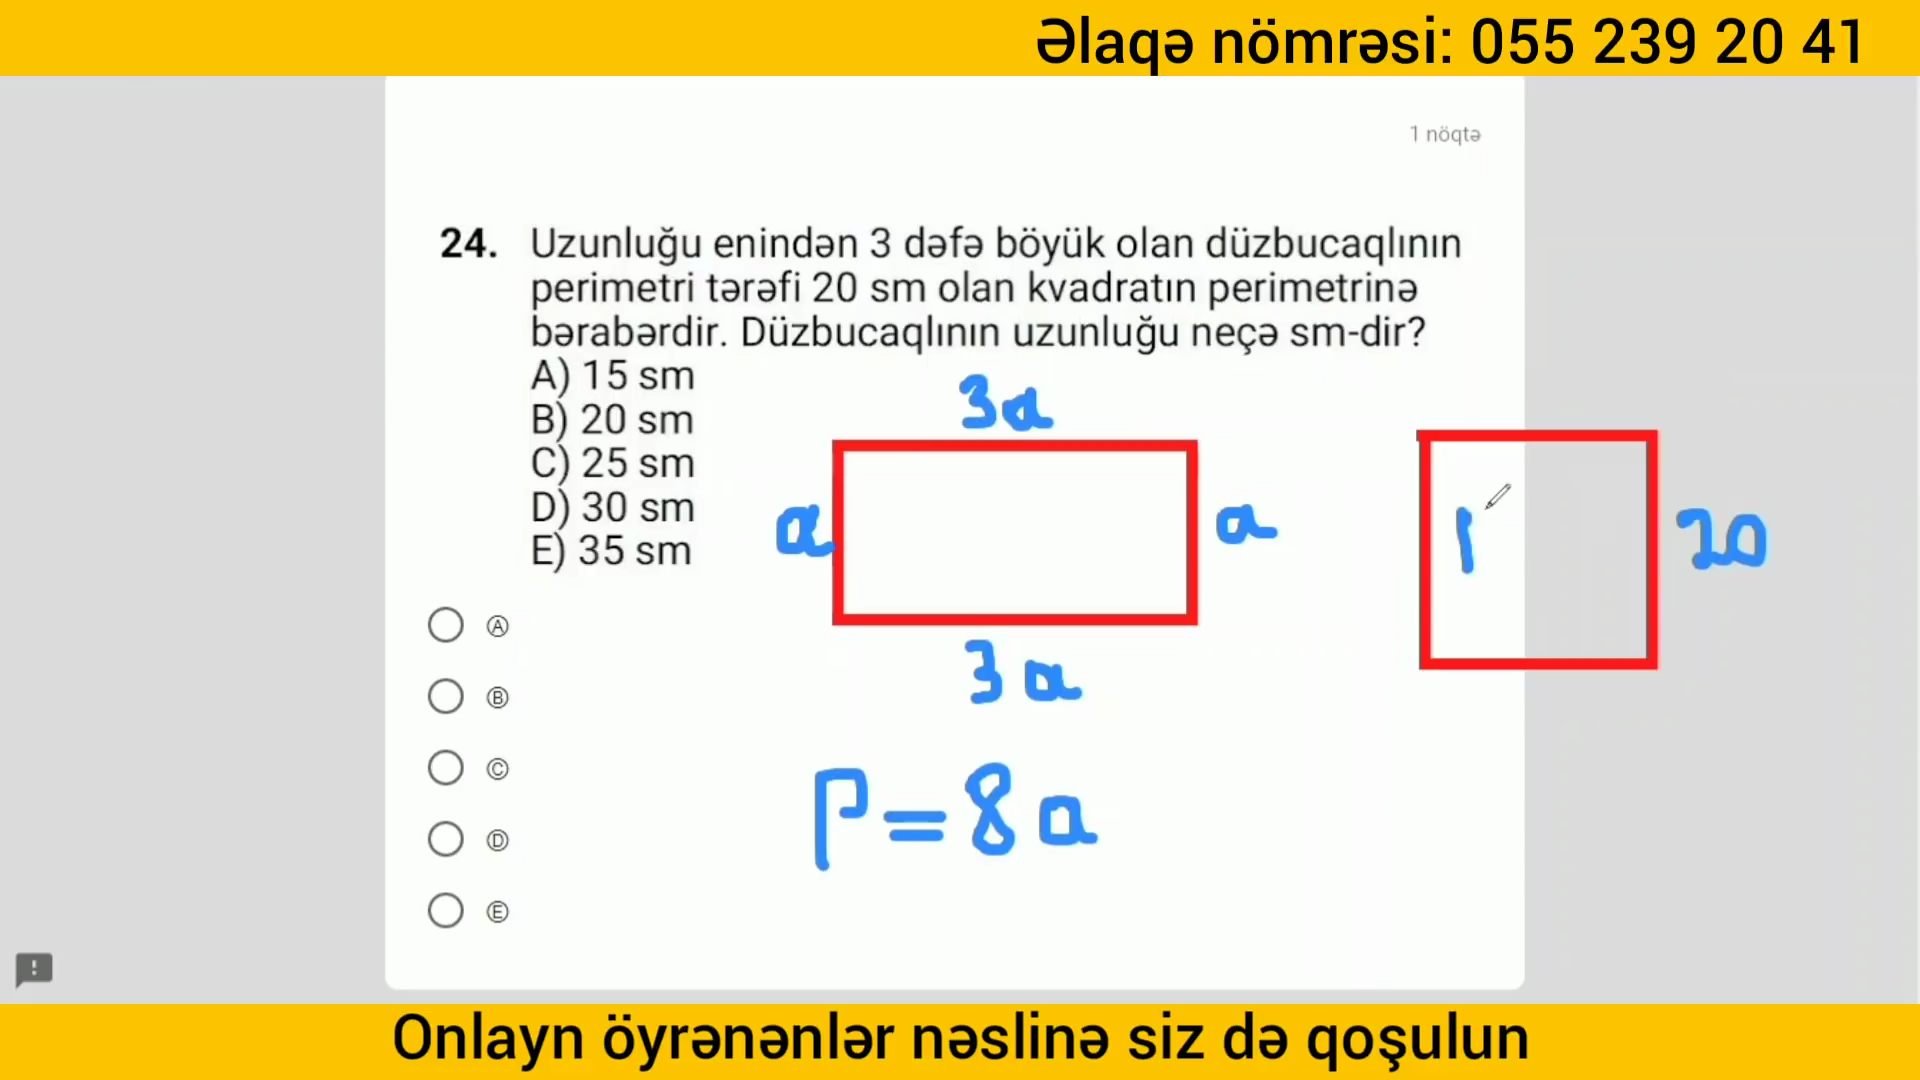 Əlaqə nömrəsi: 055 239 20 41
1 nöqtə
24. Uzunluğu enindən 3 dəfə böyük olan düzbucaqlının
perimetri tərəfi 20 sm olan kvadratın perimetrinə
bərabərdir. Düzbucaqlının uzunluğu neçə sm-dir?
A) 15 sm
B) 20 sm
C) 25 sm
D) 30 sm
E) 35 sm
3a
a
a
20
3a
P=8a
Ⓐ
Ⓑ
Ⓒ
Ⓓ
Ⓔ
Onlayn öyrənənlər nəslinə siz də qoşulun